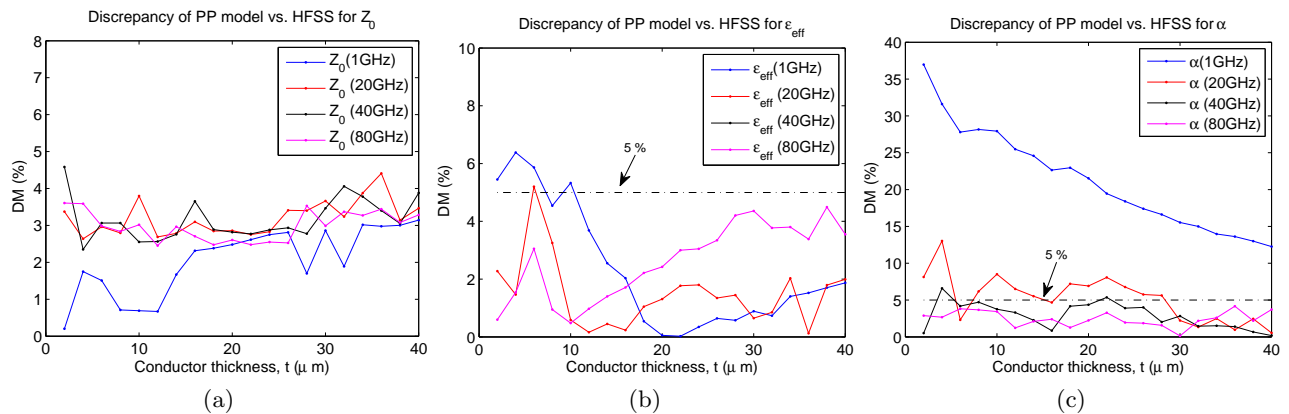 Discrepancy of PP model vs. HFSS for Z0
DM (%)
8
7
6
5
4
3
2
1
0
Z0(1GHz)
Z0 (20GHz)
Z0 (40GHz)
Z0 (80GHz)
0 10 20 30 40
Conductor thickness, t (μ m)
(a)
Discrepancy of PP model vs. HFSS for εeff
DM (%)
10
8
6
4
2
0
εeff(1GHz)
εeff (20GHz)
εeff (40GHz)
εeff (80GHz)
5 %
0 10 20 30 40
Conductor thickness, t (μ m)
(b)
Discrepancy of PP model vs. HFSS for α
DM (%)
40
35
30
25
20
15
10
5
0
α(1GHz)
α (20GHz)
α (40GHz)
α (80GHz)
5 %
0 10 20 30 40
Conductor thickness, t (μ m)
(c)